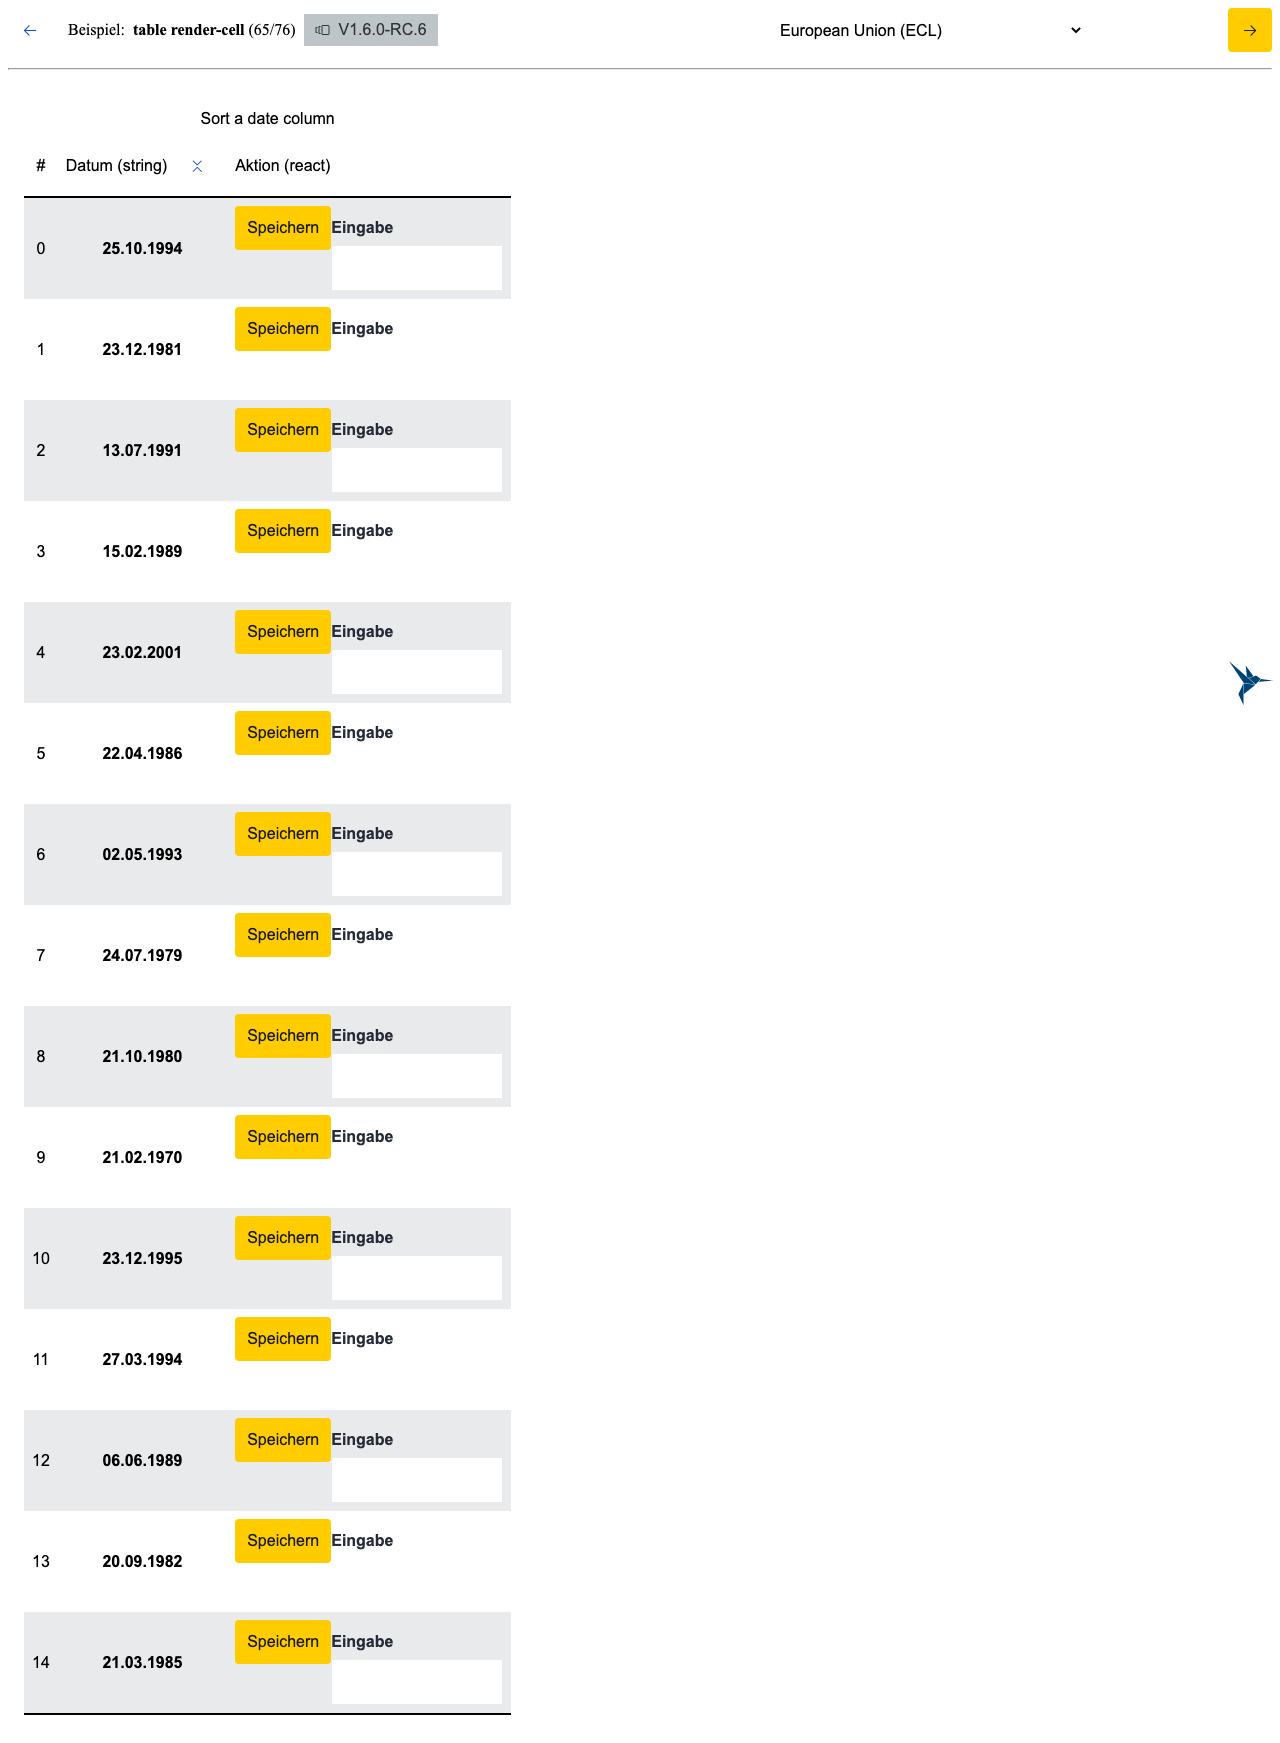 Beispiel: table render-cell (65/76) V1.6.0-RC.6 European Union (ECL)
Sort a date column
# Datum (string) Aktion (react)
0 25.10.1994 Speichern Eingabe
1 23.12.1981 Speichern Eingabe
2 13.07.1991 Speichern Eingabe
3 15.02.1989 Speichern Eingabe
4 23.02.2001 Speichern Eingabe
5 22.04.1986 Speichern Eingabe
6 02.05.1993 Speichern Eingabe
7 24.07.1979 Speichern Eingabe
8 21.10.1980 Speichern Eingabe
9 21.02.1970 Speichern Eingabe
10 23.12.1995 Speichern Eingabe
11 27.03.1994 Speichern Eingabe
12 06.06.1989 Speichern Eingabe
13 20.09.1982 Speichern Eingabe
14 21.03.1985 Speichern Eingabe